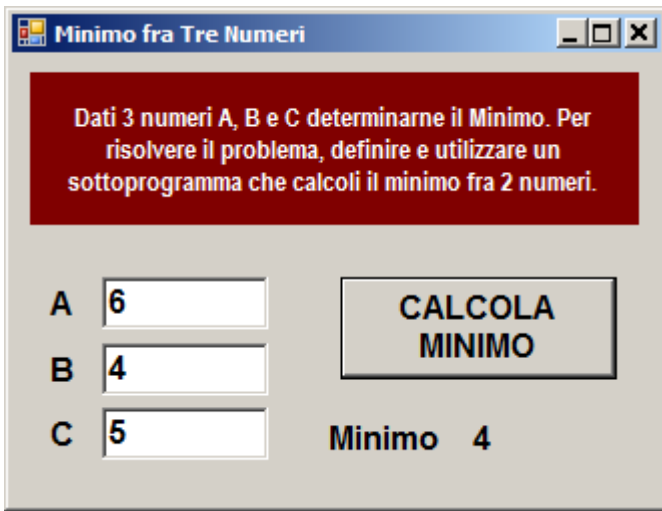 Minimo fra Tre Numeri
Dati 3 numeri A, B e C determinarne il Minimo. Per
risolvere il problema, definire e utilizzare un
sottoprogramma che calcoli il minimo fra 2 numeri.
A 6
CALCOLA
MINIMO
B 4
C 5
Minimo 4